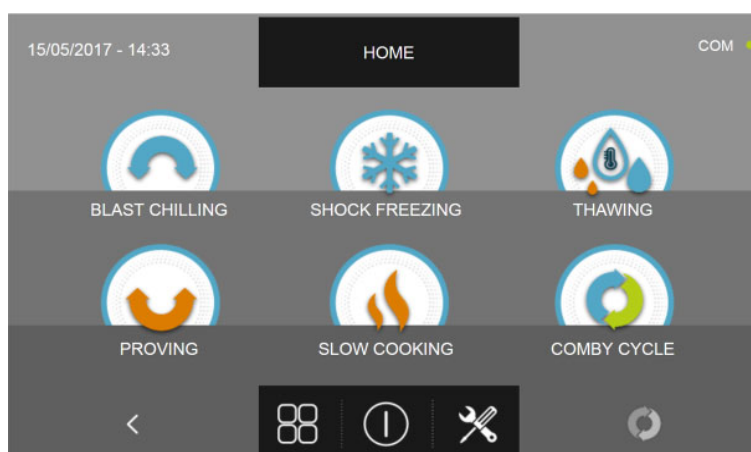 15/05/2017 - 14:33
HOME
COM
BLAST CHILLING
SHOCK FREEZING
THAWING
PROVING
SLOW COOKING
COMBY CYCLE